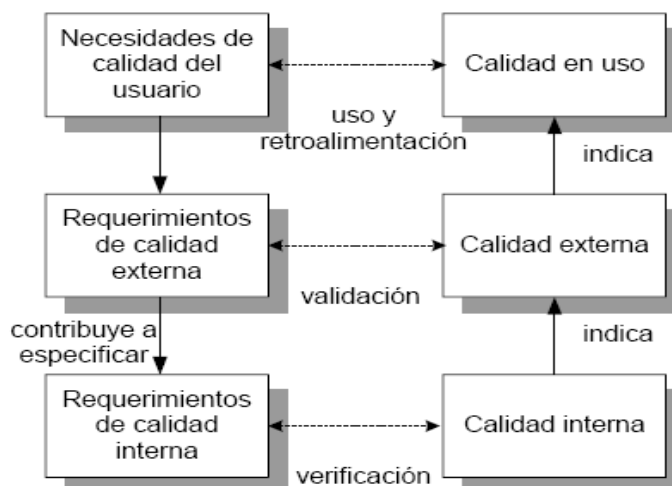 Necesidades de
calidad del
usuario
Calidad en uso
uso y
retroalimentación
indica
Requerimientos
de calidad
externa
Calidad externa
validación
contribuye a
especificar
indica
Requerimientos
de calidad
interna
Calidad interna
verificación